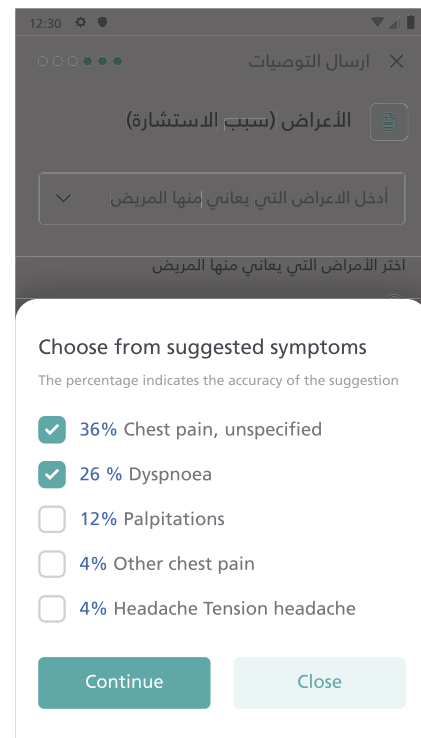 12:30
ارسال التوصيات
الأعراض (سبب الاستشارة)
أدخل الاعراض التي يعاني منها المريض
اختر الأمراض التي يعاني منها المريض
Choose from suggested symptoms
The percentage indicates the accuracy of the suggestion
36% Chest pain, unspecified
26 % Dyspnoea
12% Palpitations
4% Other chest pain
4% Headache Tension headache
Continue
Close